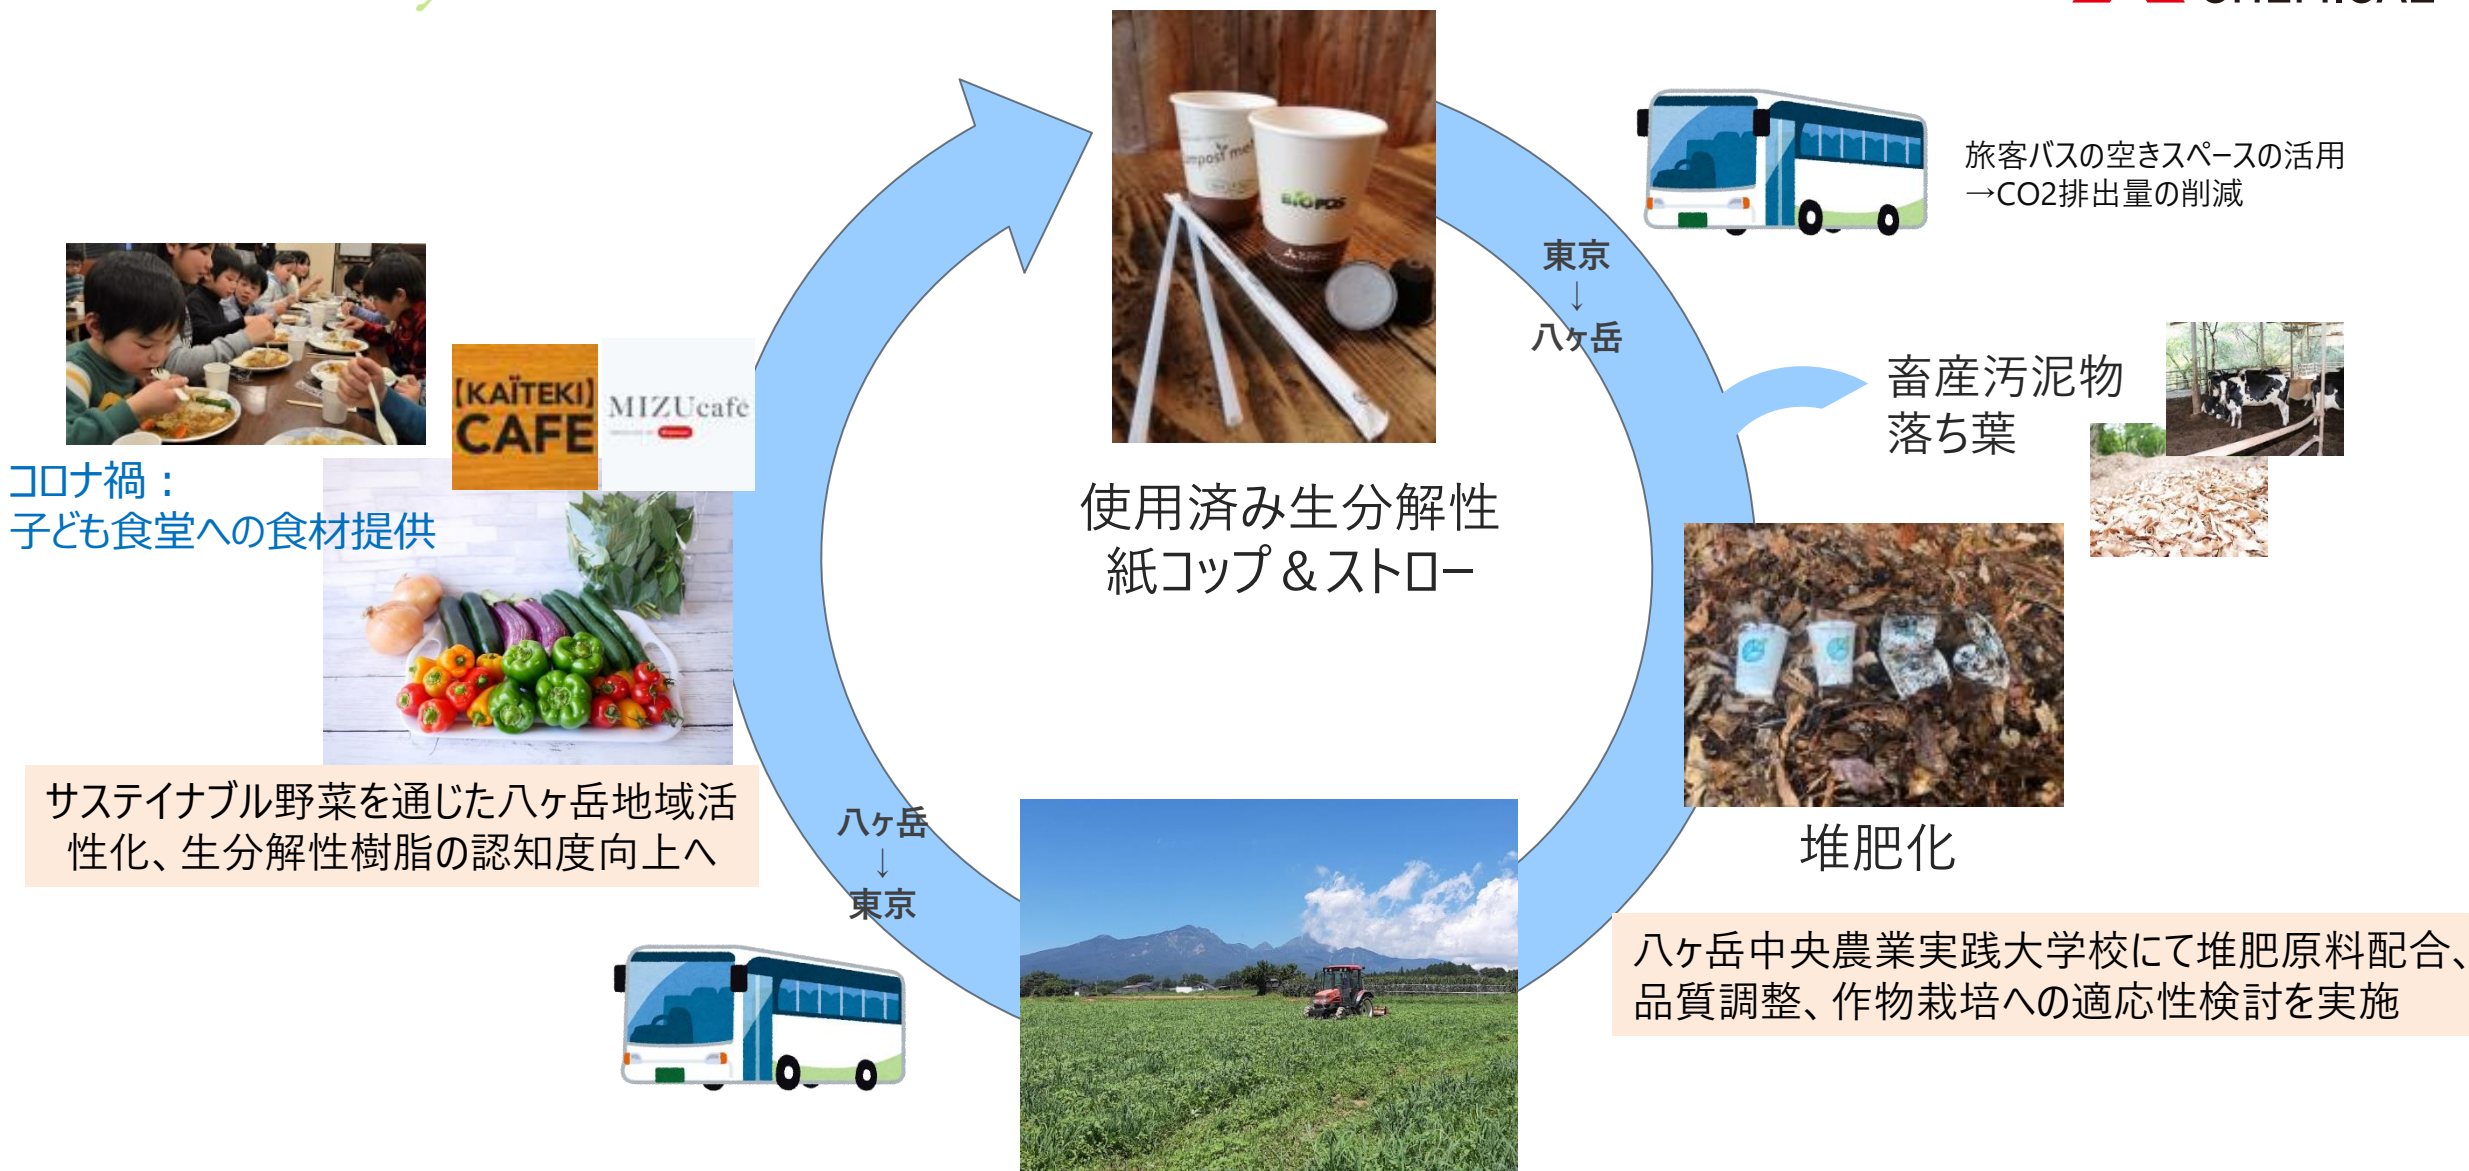 旅客バスの空きスペースの活用
→CO2排出量の削減
compost me!
BIOPBS
東京
↓
八ヶ岳
畜産汚泥物
落ち葉
【KAÏTEKI】
CAFE
MIZUcafé
コロナ禍：
子ども食堂への食材提供
使用済み生分解性
紙コップ＆ストロー
サステイナブル野菜を通じた八ヶ岳地域活
性化、生分解性樹脂の認知度向上へ
八ヶ岳
↓
東京
堆肥化
八ヶ岳中央農業実践大学校にて堆肥原料配合、
品質調整、作物栽培への適応性検討を実施